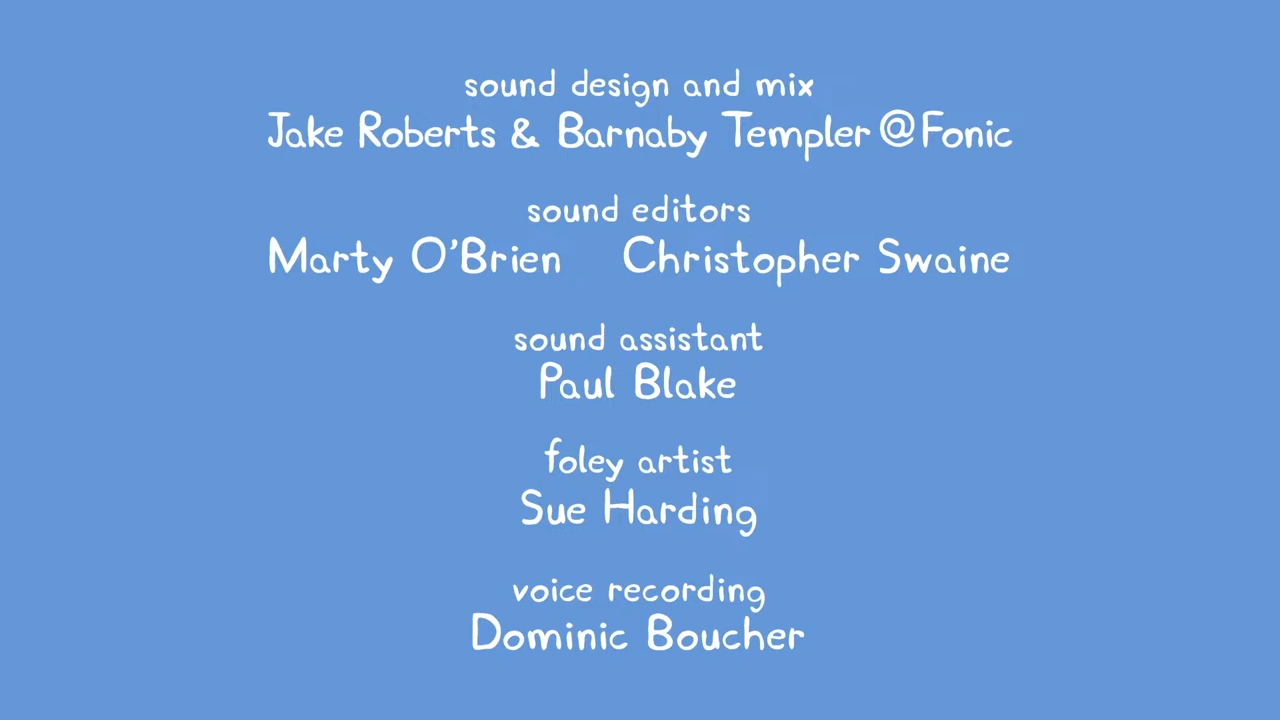 sound design and mix
Jake Roberts & Barnaby Templer @ Fonic
sound editors
Marty O'Brien Christopher Swaine
sound assistant
Paul Blake
foley artist
Sue Harding
voice recording
Dominic Boucher